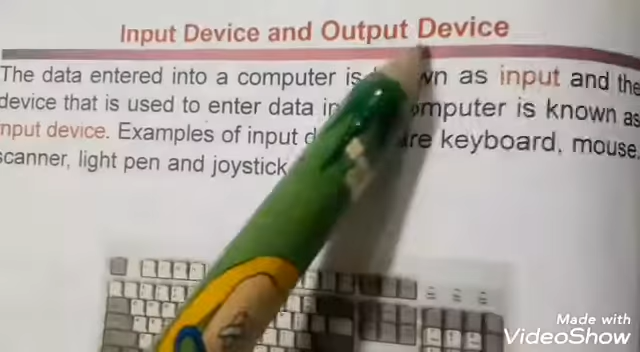 Input Device and Output Device
The data entered into a computer is wn as input and the
device that is used to enter data in omputer is known as
nput device. Examples of input d are keyboard, mouse,
scanner, light pen and joystick
Made with
VideoShow